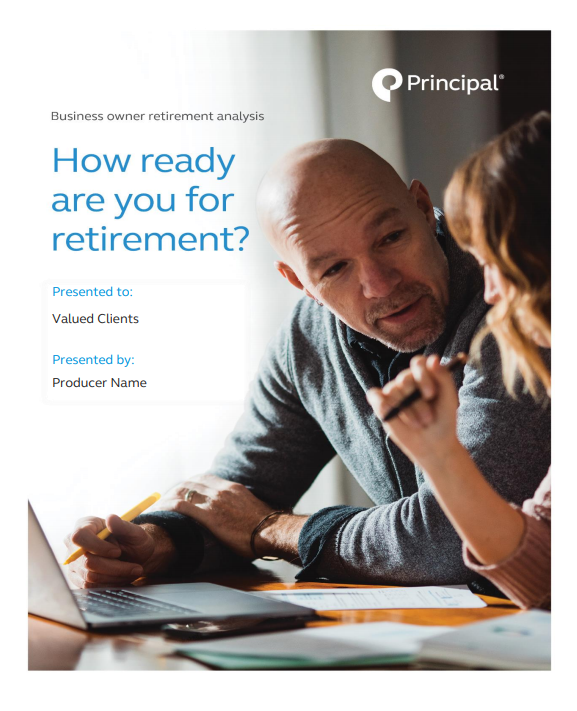 Principal®
Business owner retirement analysis
How ready
are you for
retirement?
Presented to:
Valued Clients
Presented by:
Producer Name